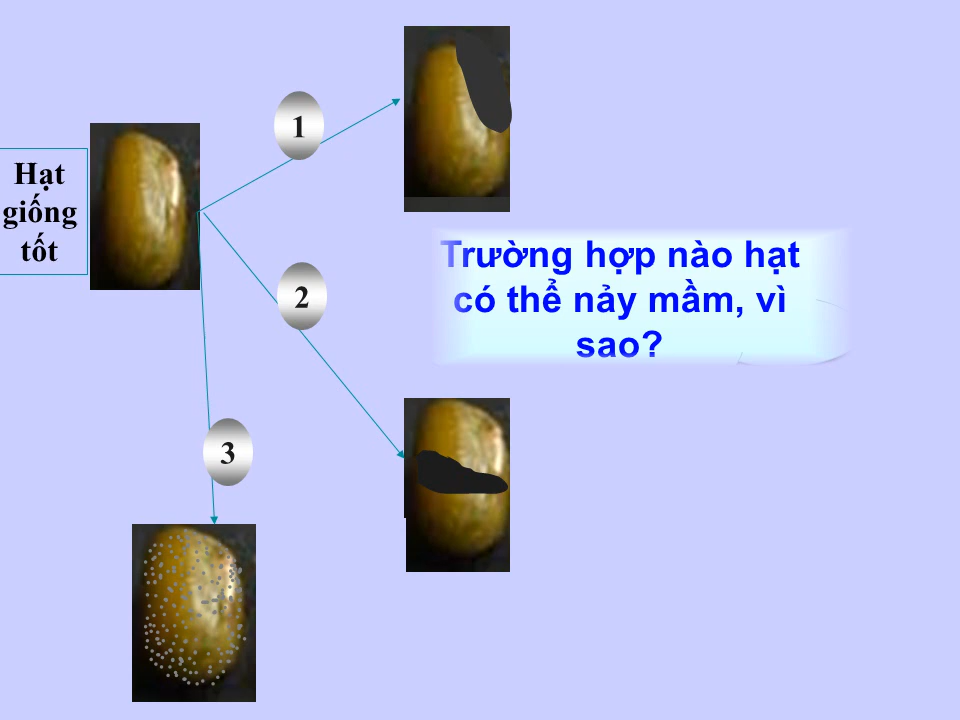 Hạt
giống
tốt
1
Trường hợp nào hạt
có thể nảy mầm, vì
sao?
2
3